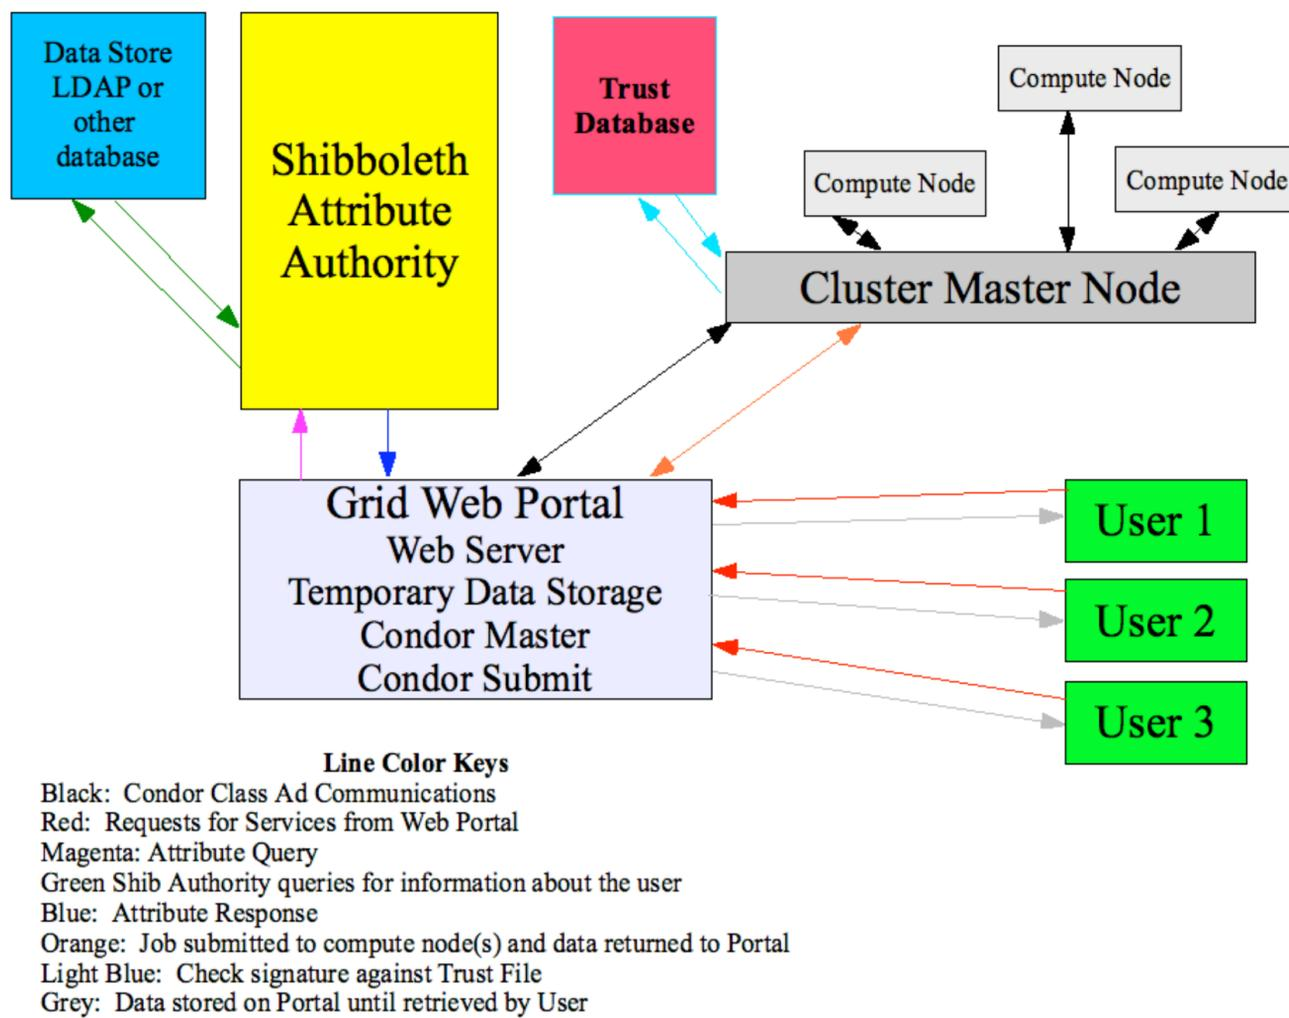 Data Store
LDAP or
other
database
Shibboleth
Attribute
Authority
Trust
Database
Compute Node
Compute Node
Compute Node
Cluster Master Node
Grid Web Portal
Web Server
Temporary Data Storage
Condor Master
Condor Submit
User 1
User 2
User 3
Line Color Keys
Black:  Condor Class Ad Communications
Red:  Requests for Services from Web Portal
Magenta: Attribute Query
Green Shib Authority queries for information about the user
Blue:  Attribute Response
Orange:  Job submitted to compute node(s) and data returned to Portal
Light Blue:  Check signature against Trust File
Grey:  Data stored on Portal until retrieved by User